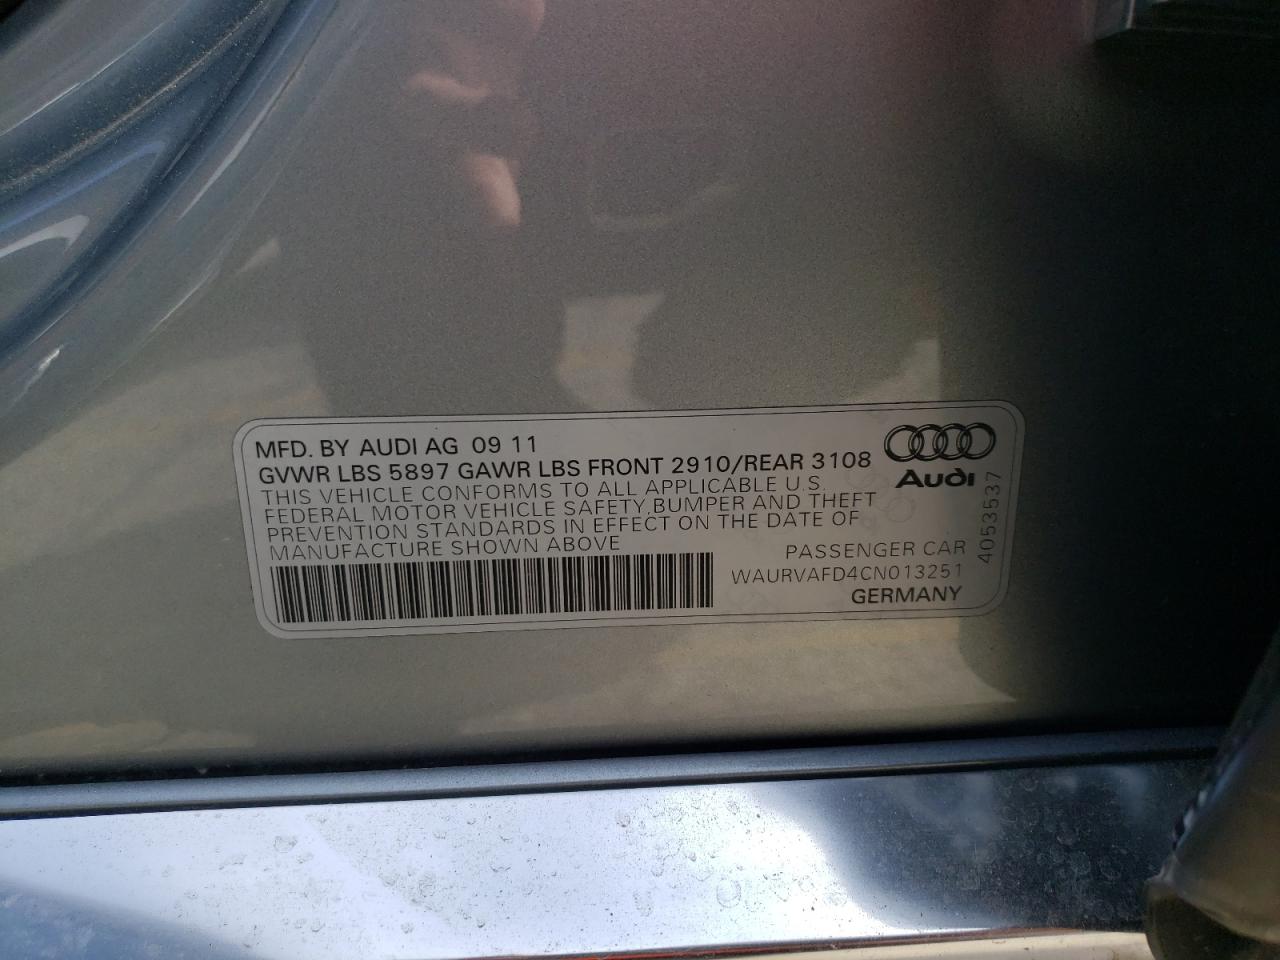 MFD. BY AUDI AG 09 11
GVWR LBS 5897 GAWR LBS FRONT 2910/REAR 3108
THIS VEHICLE CONFORMS TO ALL APPLICABLE U.S.
FEDERAL MOTOR VEHICLE SAFETY,BUMPER AND THEFT
PREVENTION STANDARDS IN EFFECT ON THE DATE OF
MANUFACTURE SHOWN ABOVE
PASSENGER CAR
WAURVAFD4CN013251
GERMANY
Audi
4053537